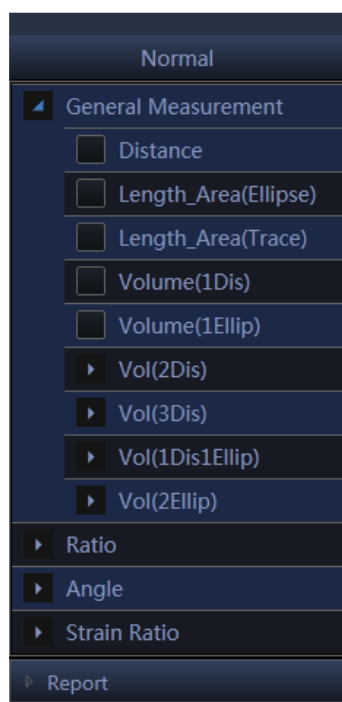 Normal
General Measurement
Distance
Length_Area(Ellipse)
Length_Area(Trace)
Volume(1Dis)
Volume(1Ellip)
Vol(2Dis)
Vol(3Dis)
Vol(1Dis1Ellip)
Vol(2Ellip)
Ratio
Angle
Strain Ratio
Report